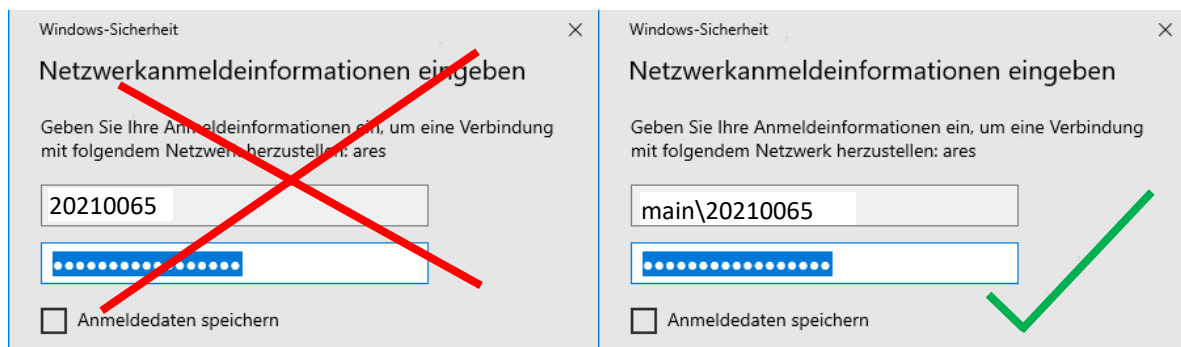 Windows-Sicherheit
Netzwerkanmeldeinformationen eingeben
Geben Sie Ihre Anmeldeinformationen ein, um eine Verbindung
mit folgendem Netzwerk herzustellen: ares
20210065
Anmeldedaten speichern
Windows-Sicherheit
Netzwerkanmeldeinformationen eingeben
Geben Sie Ihre Anmeldeinformationen ein, um eine Verbindung
mit folgendem Netzwerk herzustellen: ares
main\20210065
Anmeldedaten speichern